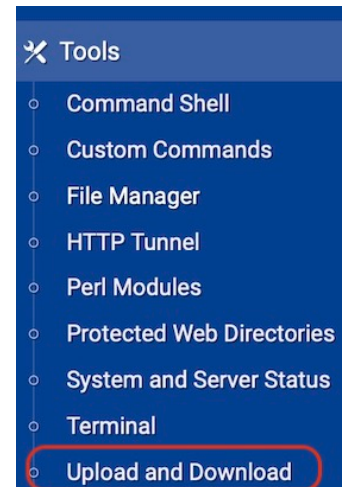 Tools
Command Shell
Custom Commands
File Manager
HTTP Tunnel
Perl Modules
Protected Web Directories
System and Server Status
Terminal
Upload and Download